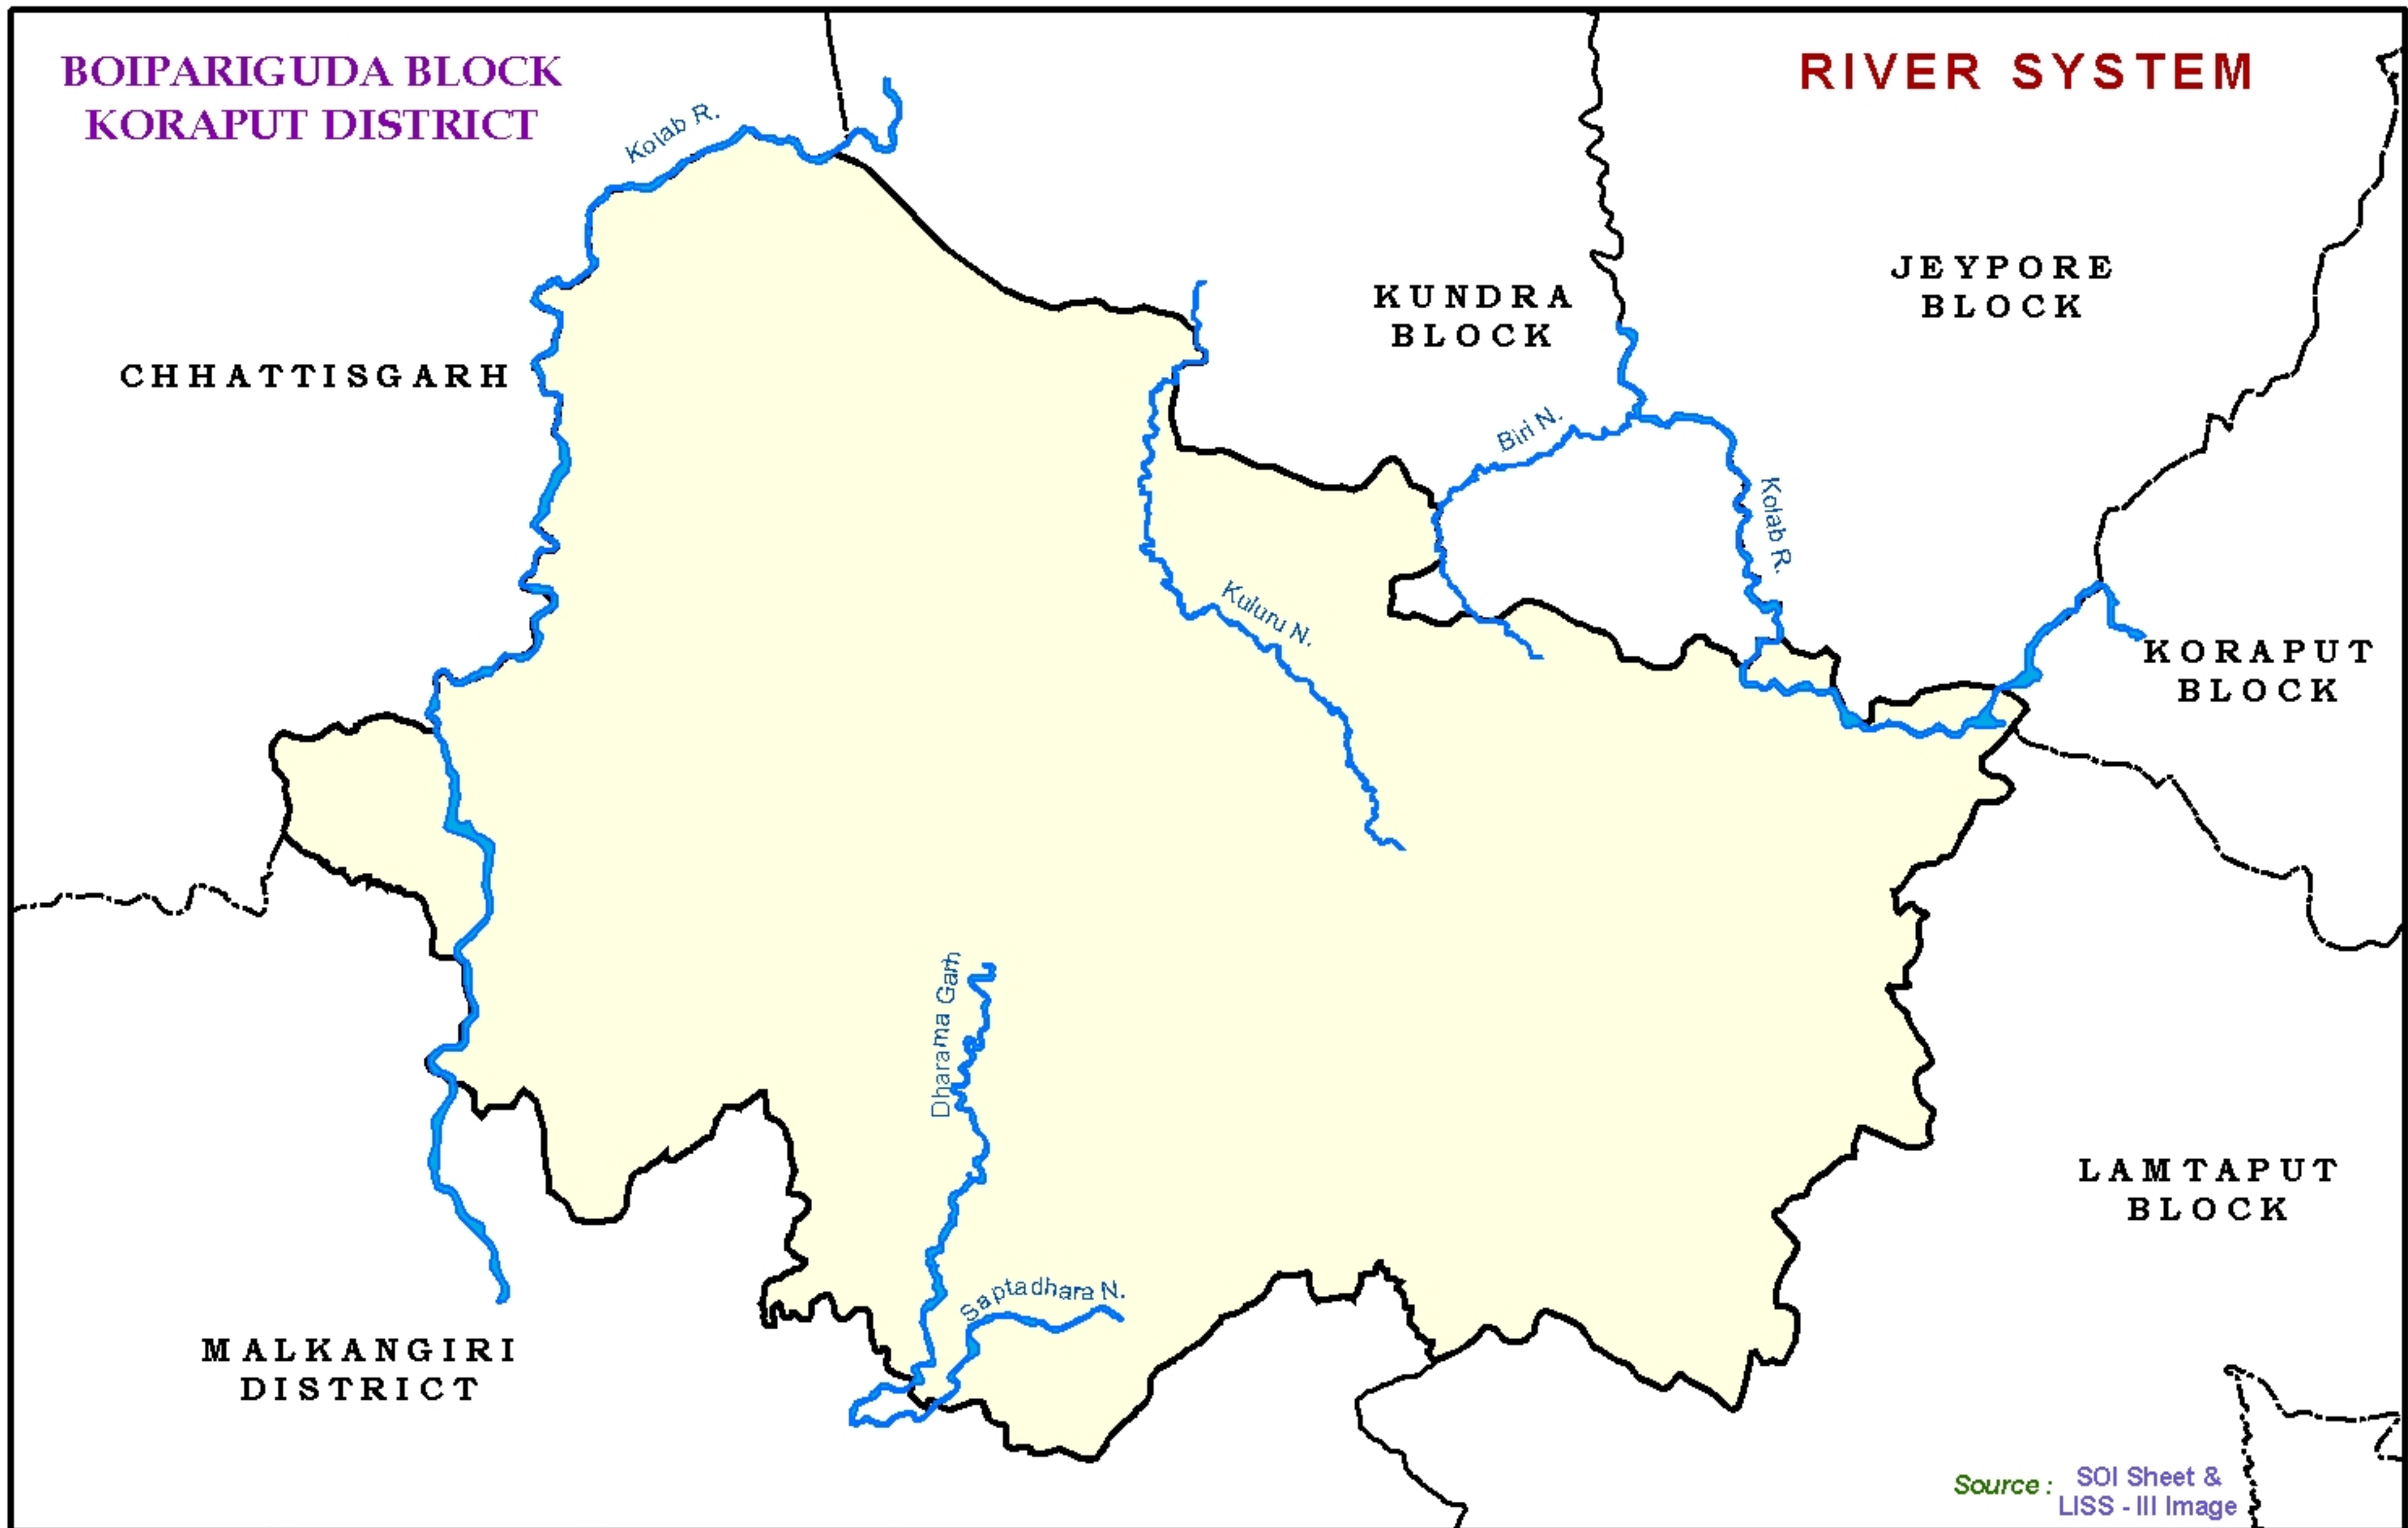 BOIPARIGUDA BLOCK
KORAPUT DISTRICT
RIVER SYSTEM
Kolab R.
JEYPORE
BLOCK
KUNDRA
BLOCK
CHHATTISGARH
Biri N.
Kolab R.
Kuluru N.
KORAPUT
BLOCK
Dharama Garh
LAMTAPUT
BLOCK
Saptadhara N.
MALKANGIRI
DISTRICT
Source : SOI Sheet &
LISS - III Image